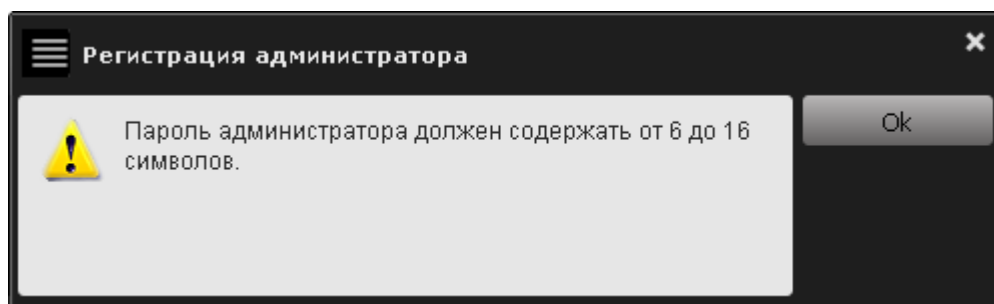 Регистрация администратора
Пароль администратора должен содержать от 6 до 16
символов.
Ok